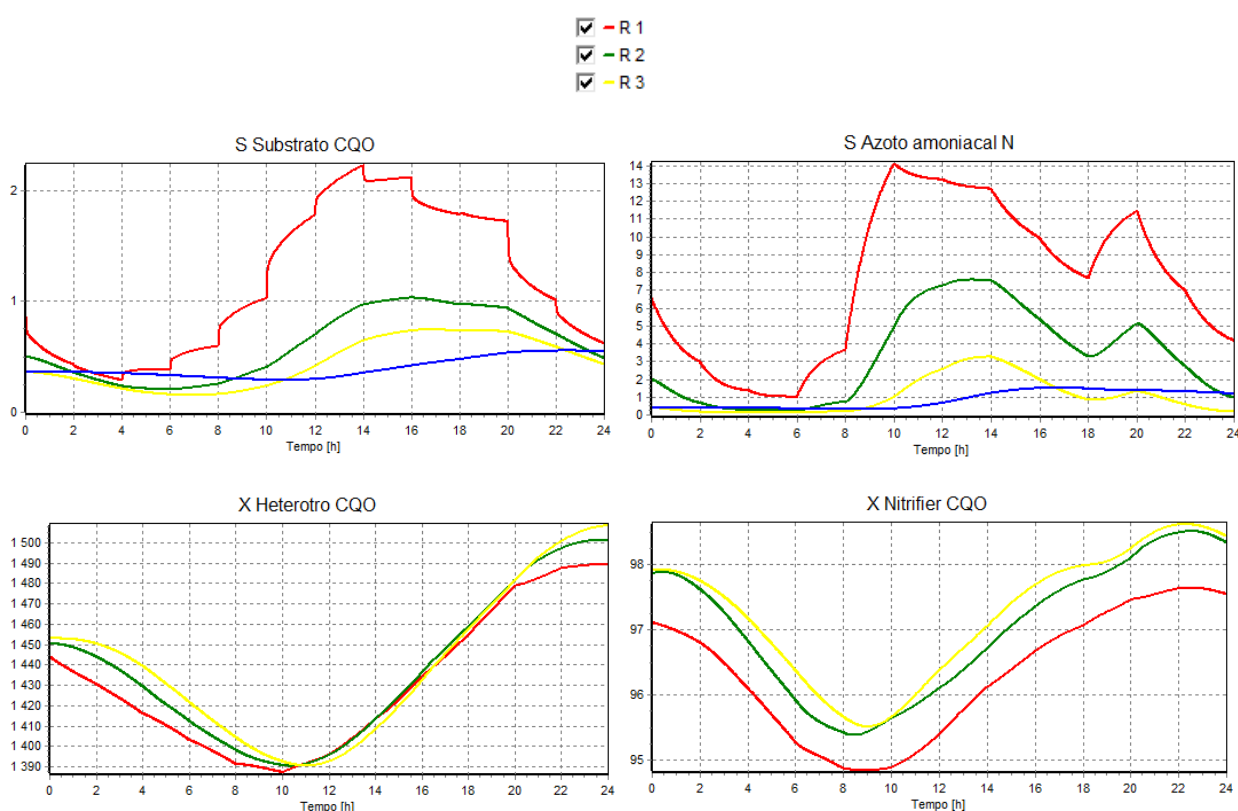 R 1
R 2
R 3
S Substrato CQO
2
1
0
0 2 4 6 8 10 12 14 16 18 20 22 24
Tempo [h]
S Azoto amoniacal N
14
13
12
11
10
9
8
7
6
5
4
3
2
1
0
0 2 4 6 8 10 12 14 16 18 20 22 24
Tempo [h]
X Heterotro CQO
1 500
1 490
1 480
1 470
1 460
1 450
1 440
1 430
1 420
1 410
1 400
1 390
0 2 4 6 8 10 12 14 16 18 20 22 24
Tempo [h]
X Nitrifier CQO
98
97
96
95
0 2 4 6 8 10 12 14 16 18 20 22 24
Tempo [h]